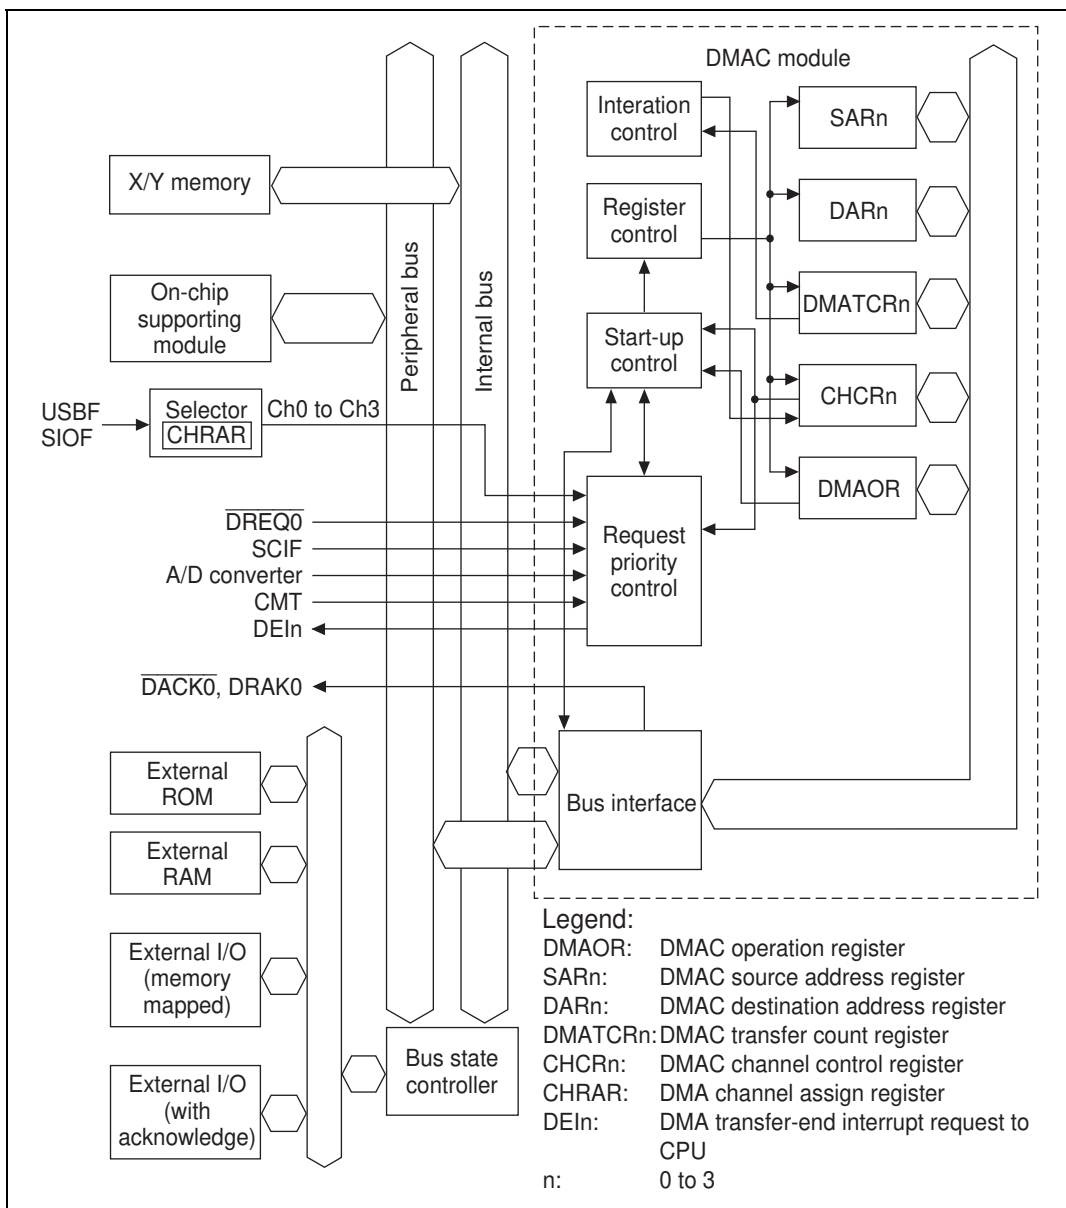 DMAC module
Interation
control
SARn
X/Y memory
Register
control
DARn
Peripheral bus
Internal bus
On-chip
supporting
module
Start-up
control
DMATCRn
USBF
SIOF
Selector
CHRAR
Ch0 to Ch3
CHCRn
DMAOR
DREQ0
SCIF
A/D converter
CMT
DEIn
Request
priority
control
DACK0, DRAK0
External
ROM
Bus interface
External
RAM
External I/O
(memory
mapped)
Bus state
controller
External I/O
(with
acknowledge)
Legend:
DMAOR: DMAC operation register
SARn: DMAC source address register
DARn: DMAC destination address register
DMATCRn: DMAC transfer count register
CHCRn: DMAC channel control register
CHRAR: DMA channel assign register
DEIn: DMA transfer-end interrupt request to
CPU
n: 0 to 3